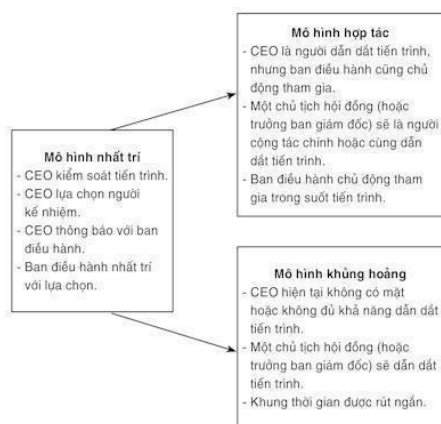 Mô hình nhất trí
- CEO kiểm soát tiến trình.
- CEO lựa chọn người
kế nhiệm.
- CEO thông báo với ban
điều hành.
- Ban điều hành nhất trí
với lựa chọn.
Mô hình hợp tác
- CEO là người dẫn dắt tiến trình,
nhưng ban điều hành cũng chủ
động tham gia.
- Một chủ tịch hội đồng (hoặc
trưởng ban giám đốc) sẽ là người
cộng tác chính hoặc cùng dẫn
dắt tiến trình.
- Ban điều hành chủ động tham
gia trong suốt tiến trình.
Mô hình khủng hoảng
- CEO hiện tại không có mặt
hoặc không đủ khả năng dẫn dắt
tiến trình.
- Một chủ tịch hội đồng (hoặc
trưởng ban giám đốc) sẽ dẫn dắt
tiến trình.
- Khung thời gian được rút ngắn.